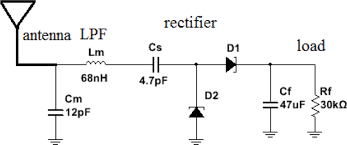 rectifier
antenna LPF
load
Lm
68nH
Cs
4.7pF
D1
D2
Cm
12pF
Cf
47uF
Rf
30kΩ